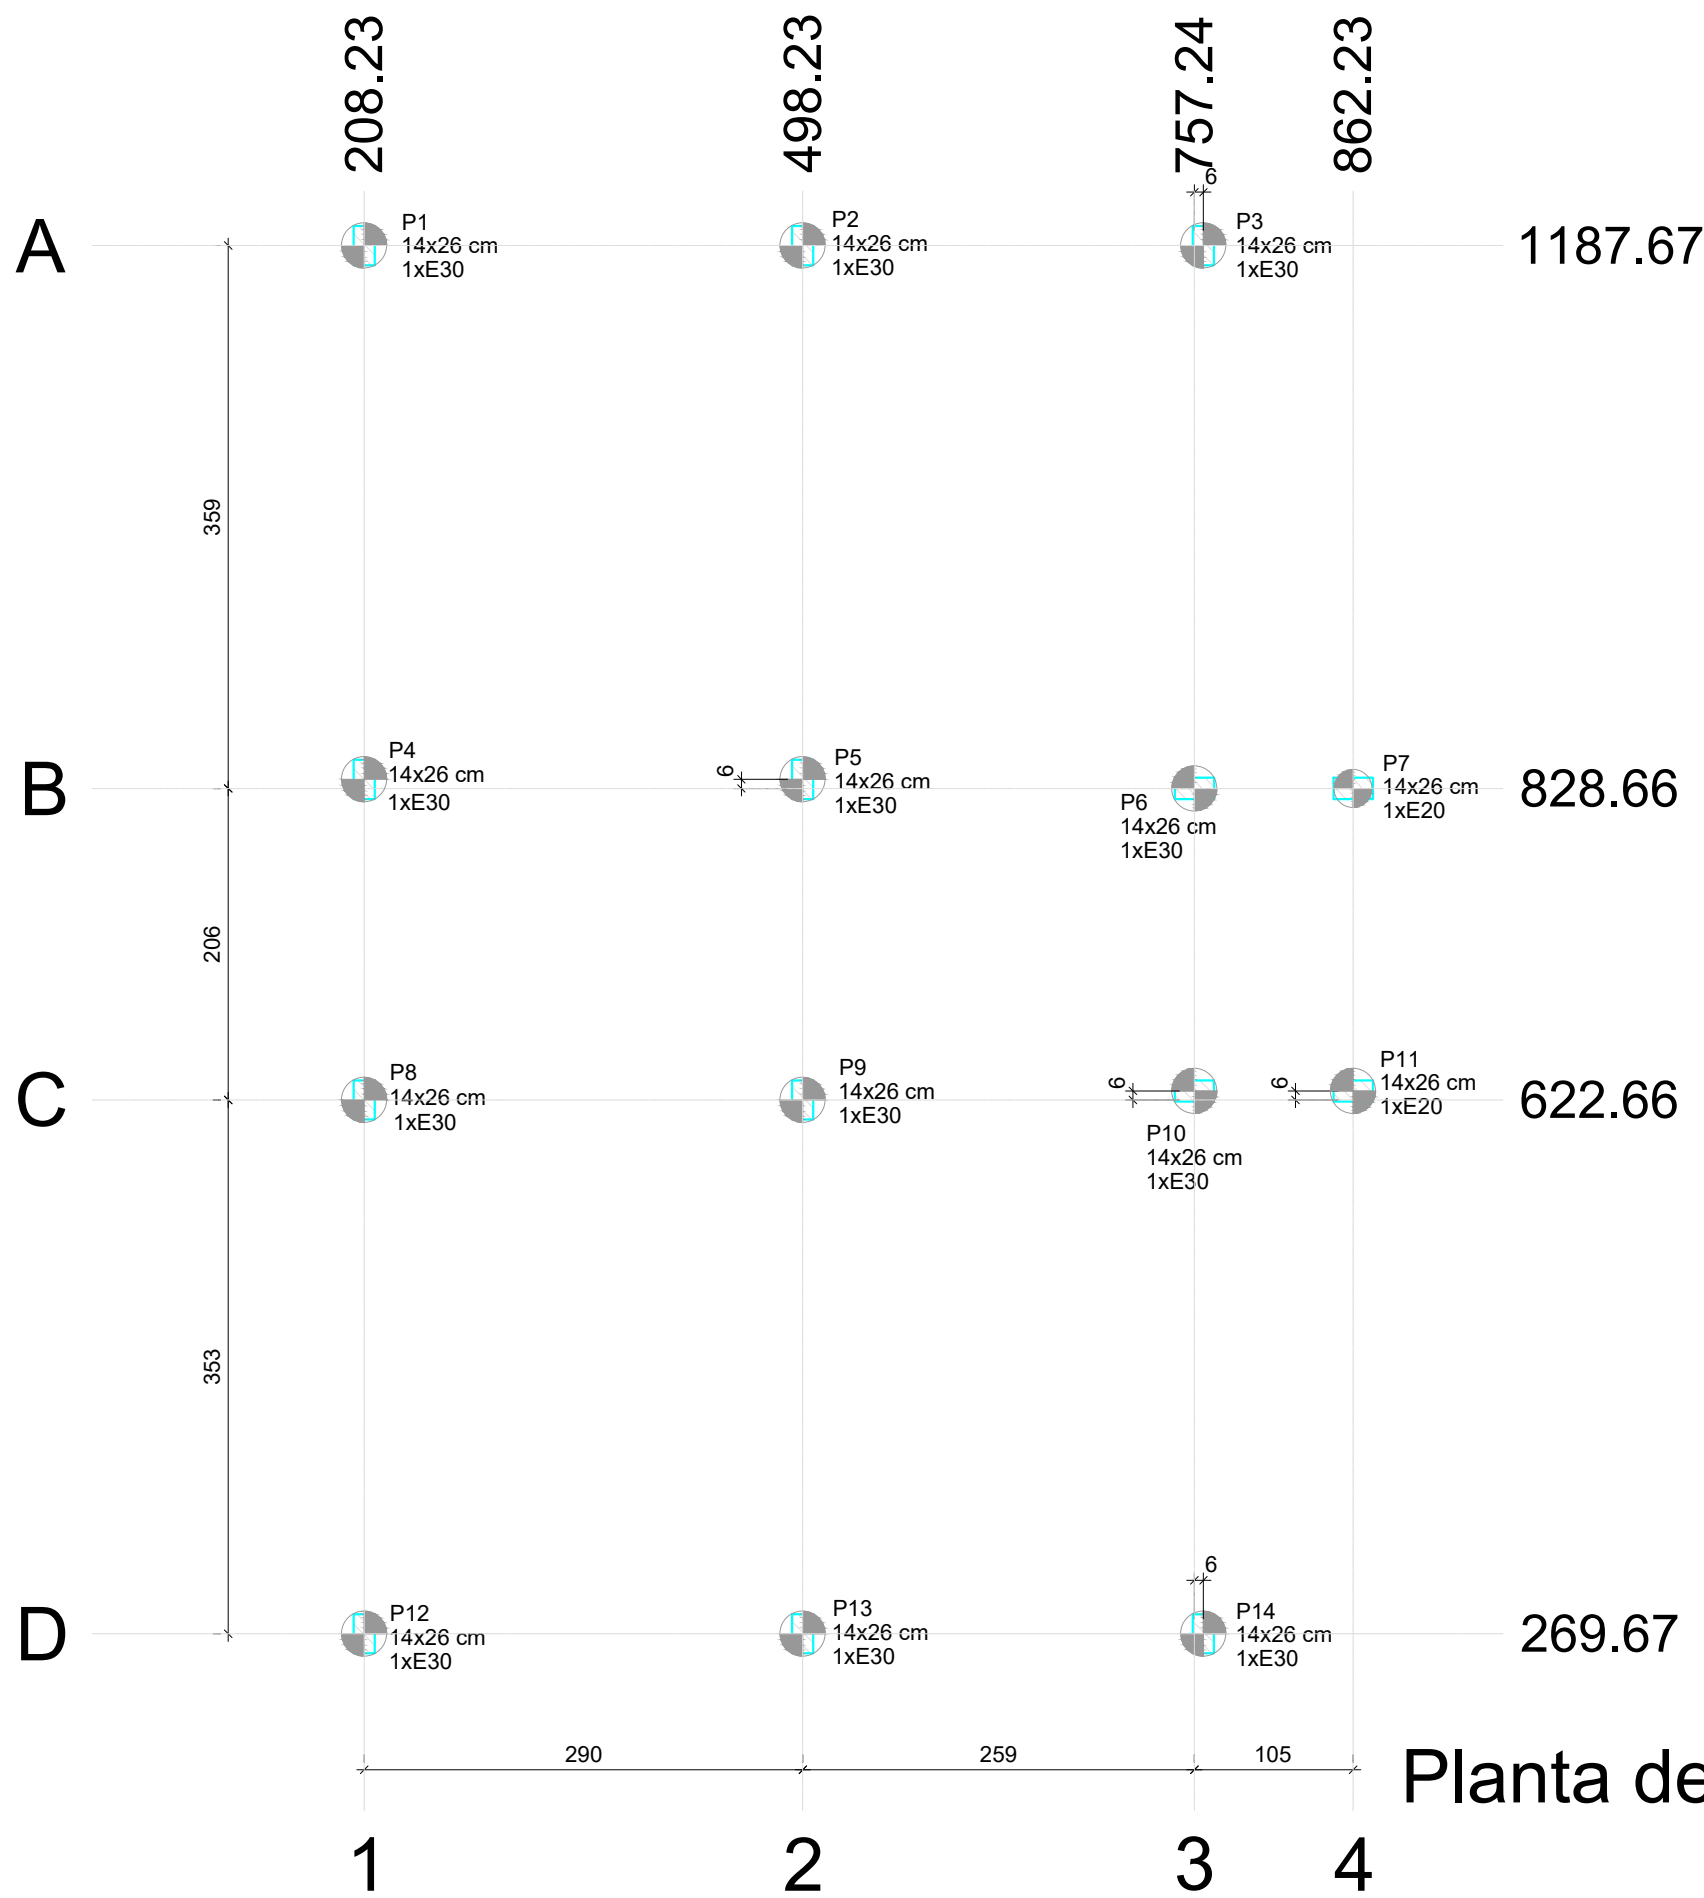 208.23
498.23
757.24
862.23
6
A
P1
14x26 cm
1xE30
P2
14x26 cm
1xE30
P3
14x26 cm
1xE30
1187.67
359
B
P4
14x26 cm
1xE30
6
P5
14x26 cm
1xE30
P6
14x26 cm
1xE30
P7
14x26 cm
1xE20
828.66
206
C
P8
14x26 cm
1xE30
P9
14x26 cm
1xE30
6
P10
14x26 cm
1xE30
6
P11
14x26 cm
1xE20
622.66
353
6
D
P12
14x26 cm
1xE30
P13
14x26 cm
1xE30
P14
14x26 cm
1xE30
269.67
290
259
105
Planta de
1
2
3
4